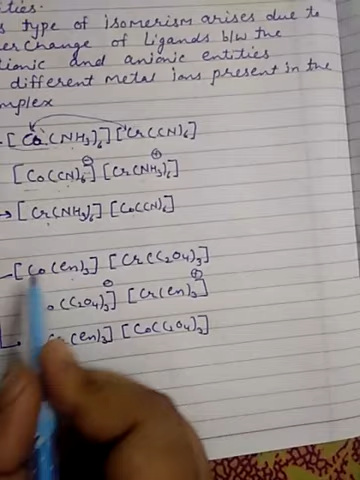 ities.
s type of isomerism arises due to
er change of Ligands b/w the
tionic and anionic entities
different metal ions present in the
mplex
[Co(NH3)6][Cr(CN)6]
[Co(CN)6]⊖[Cr(NH3)6]⊕
→[Cr(NH3)6][Co(CN)6]
[Co(en)3][Cr(C2O4)3]
(C2O4)3]⊖[Cr(en)3]⊕
(en)3][Co(C2O4)3]